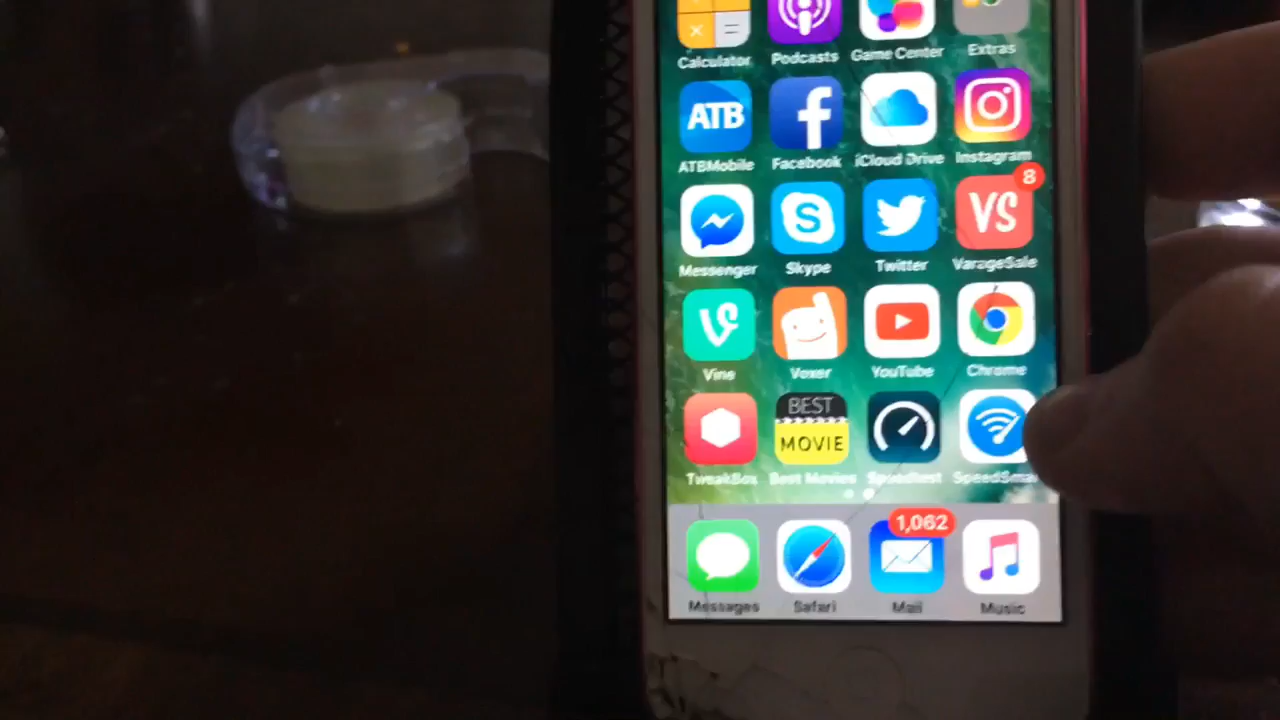 Calculator Podcasts Game Center Extras
ATB
ATBMobile Facebook iCloud Drive Instagram
8
VS
Messenger Skype Twitter VarageSale
Vine Voxer YouTube Chrome
BEST
MOVIE
TweakBox Best Movies Speedtest SpeedSma
1,062
Messages Safari Mail Music